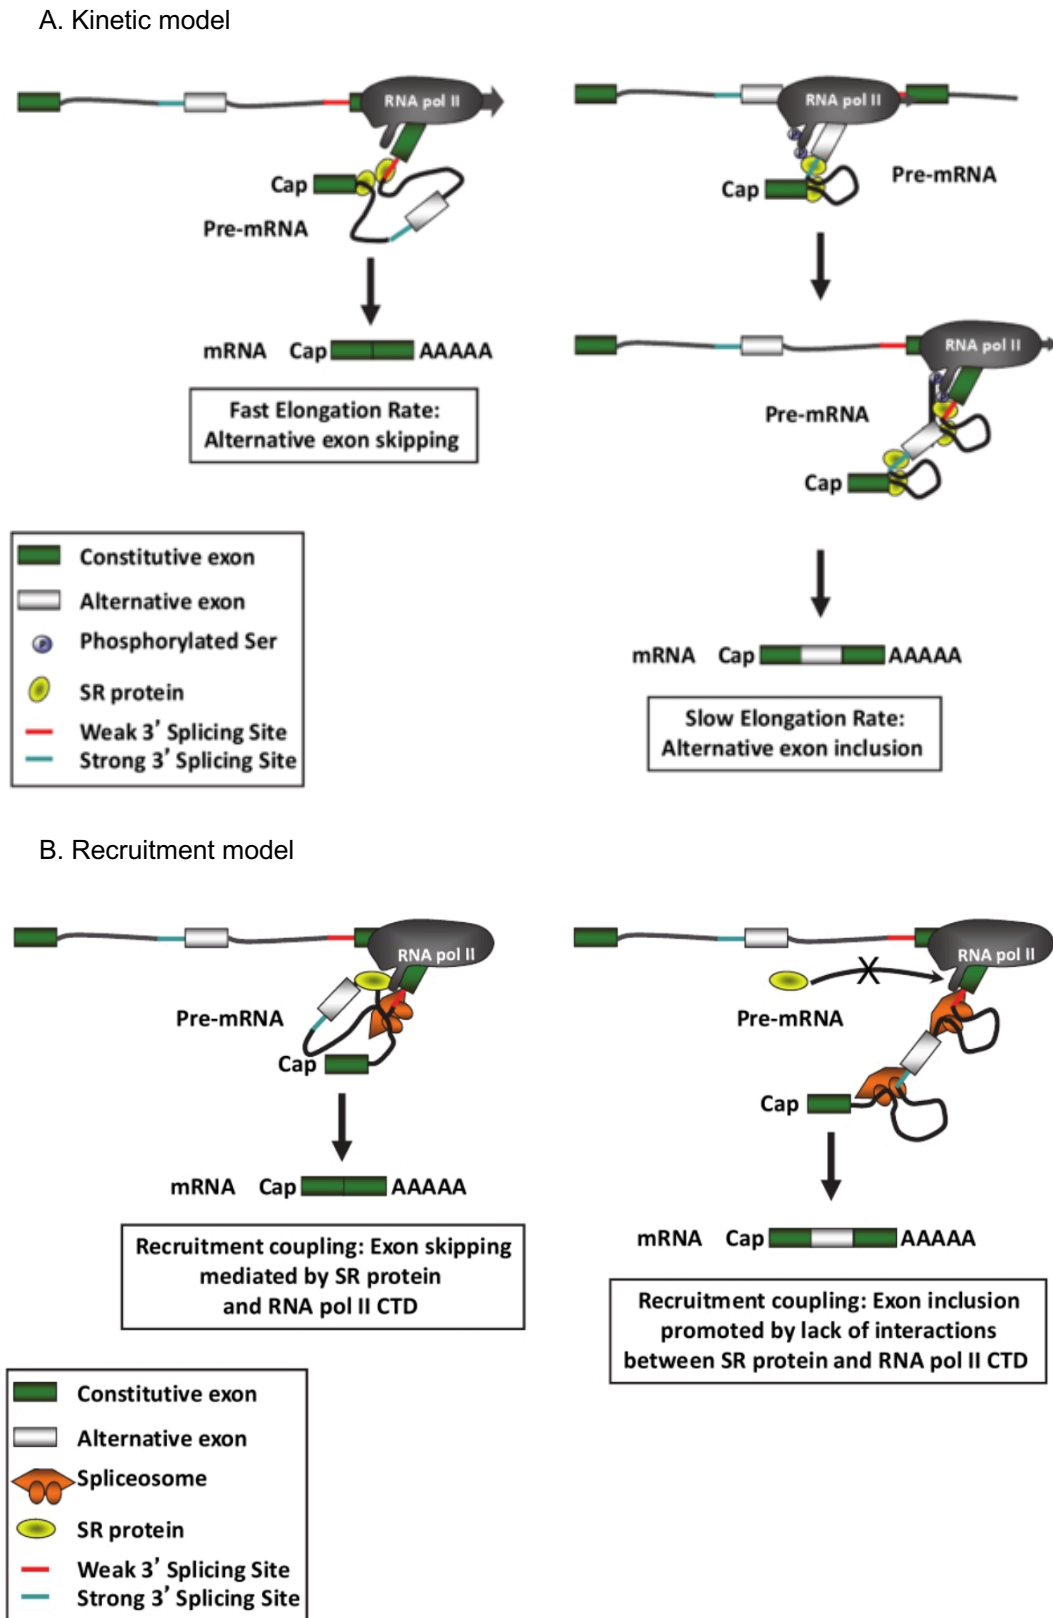 A. Kinetic model
RNA pol II
Cap
Pre-mRNA
mRNA Cap AAAAA
Fast Elongation Rate:
Alternative exon skipping
RNA pol II
P
P
Pre-mRNA
Cap
RNA pol II
P
P
Pre-mRNA
Cap
mRNA Cap AAAAA
Slow Elongation Rate:
Alternative exon inclusion
Constitutive exon
Alternative exon
P Phosphorylated Ser
SR protein
Weak 3' Splicing Site
Strong 3' Splicing Site
B. Recruitment model
RNA pol II
Pre-mRNA
Cap
mRNA Cap AAAAA
Recruitment coupling: Exon skipping
mediated by SR protein
and RNA pol II CTD
RNA pol II
X
Pre-mRNA
Cap
mRNA Cap AAAAA
Recruitment coupling: Exon inclusion
promoted by lack of interactions
between SR protein and RNA pol II CTD
Constitutive exon
Alternative exon
Spliceosome
SR protein
Weak 3' Splicing Site
Strong 3' Splicing Site